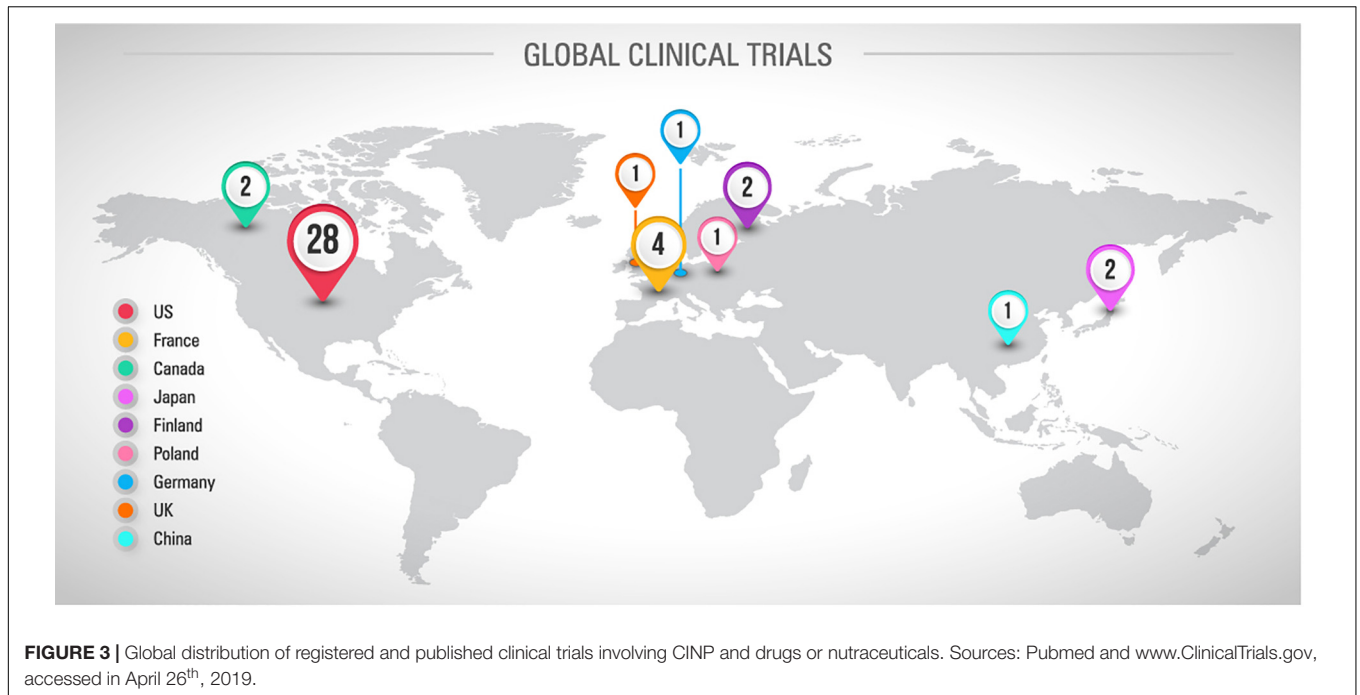 GLOBAL CLINICAL TRIALS
1
1
2
2
28
4
1
2
1
US
France
Canada
Japan
Finland
Poland
Germany
UK
China
FIGURE 3 | Global distribution of registered and published clinical trials involving CINP and drugs or nutraceuticals. Sources: Pubmed and www.ClinicalTrials.gov,
accessed in April 26th, 2019.